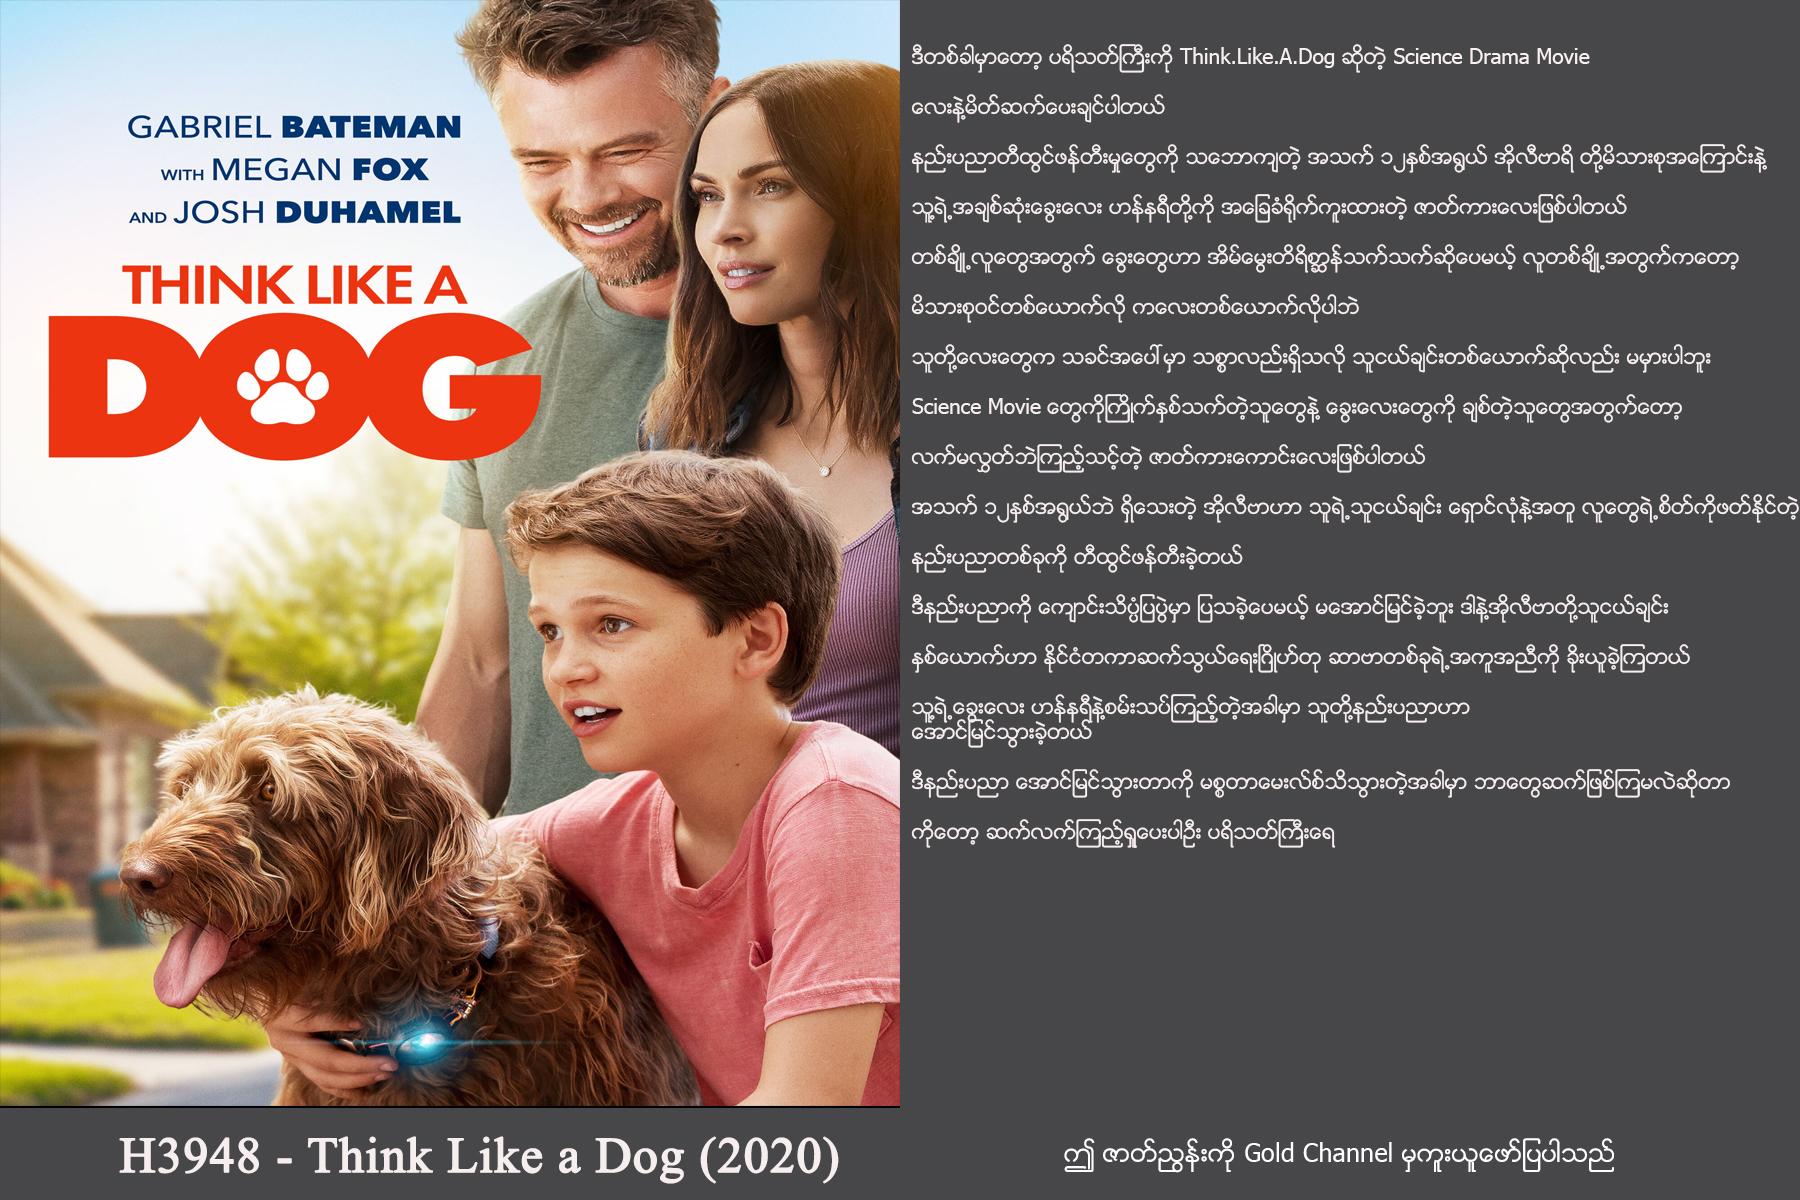 GABRIEL BATEMAN
WITH MEGAN FOX
AND JOSH DUHAMEL
THINK LIKE A
DOG
ဒီတစ်ခါမှာတော့ ပရိသတ်ကြီးကို Think.Like.A.Dog ဆိုတဲ့ Science Drama Movie
လေးနဲ့မိတ်ဆက်ပေးချင်ပါတယ်
နည်းပညာတီထွင်ဖန်တီးမှုတွေကို သဘောကျတဲ့ အသက် ၁၂နှစ်အရွယ် အိုလီဗာရဲ့ တို့မိသားစုအကြောင်းနဲ့
သူ့ရဲ့အချစ်ဆုံးခွေးလေး ဟန်နရီတို့ကို အခြေခံရိုက်ကူးထားတဲ့ ဇာတ်ကားလေးဖြစ်ပါတယ်
တစ်ချို့လူတွေအတွက် ခွေးတွေဟာ အိမ်မွေးတိရိစ္ဆာန်သက်သက်ဆိုပေမယ့် လူတစ်ချို့အတွက်ကတော့
မိသားစုဝင်တစ်ယောက်လို ကလေးတစ်ယောက်လိုပါဘဲ
သူတို့လေးတွေက သခင်အပေါ်မှာ သစ္စာလည်းရှိသလို သူငယ်ချင်းတစ်ယောက်ဆိုလည်း မမှားပါဘူး
Science Movie တွေကိုကြိုက်နှစ်သက်တဲ့သူတွေနဲ့ ခွေးလေးတွေကို ချစ်တဲ့သူတွေအတွက်တော့
လက်မလွှတ်ဘဲကြည့်သင့်တဲ့ ဇာတ်ကားကောင်းလေးဖြစ်ပါတယ်
အသက် ၁၂နှစ်အရွယ်ဘဲ ရှိသေးတဲ့ အိုလီဗာဟာ သူရဲ့သူငယ်ချင်း ရှောင်လုံနဲ့အတူ လူတွေရဲ့စိတ်ကိုဖတ်နိုင်တဲ့
နည်းပညာတစ်ခုကို တီထွင်ဖန်တီးခဲ့တယ်
ဒီနည်းပညာကို ကျောင်းသိပ္ပံပြပွဲမှာ ပြသခဲ့ပေမယ့် မအောင်မြင်ခဲ့ဘူး ဒါနဲ့အိုလီဗာတို့သူငယ်ချင်း
နှစ်ယောက်ဟာ နိုင်ငံတကာဆက်သွယ်ရေးဂြိုဟ်တု ဆာဗာတစ်ခုရဲ့အကူအညီကို ခိုးယူခဲ့ကြတယ်
သူ့ရဲ့ခွေးလေး ဟန်နရီနဲ့စမ်းသပ်ကြည့်တဲ့အခါမှာ သူတို့နည်းပညာဟာ
အောင်မြင်သွားခဲ့တယ်
ဒီနည်းပညာ အောင်မြင်သွားတာကို မစ္စတာမေးလ်စ်သိသွားတဲ့အခါမှာ ဘာတွေဆက်ဖြစ်ကြမလဲဆိုတာ
ကိုတော့ ဆက်လက်ကြည့်ရှုပေးပါဦး ပရိသတ်ကြီးရေ
H3948 - Think Like a Dog (2020)
ဤ ဇာတ်ညွှန်းကို Gold Channel မှကူးယူဖော်ပြပါသည်